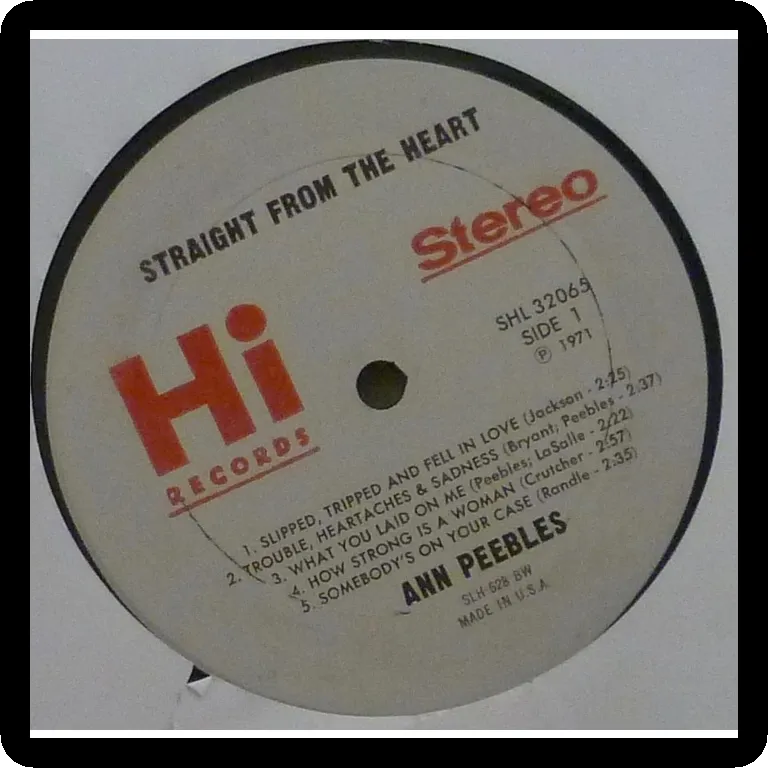 STRAIGHT FROM THE HEART
Stereo
Hi
RECORDS
SHL 32065
SIDE 1
Ⓟ 1971
1. SLIPPED, TRIPPED AND FELL IN LOVE (Jackson - 2:25)
2. TROUBLE, HEARTACHES & SADNESS (Bryant; Peebles - 2:37)
3. WHAT YOU LAID ON ME (Peebles; LaSalle - 2:22)
4. HOW STRONG IS A WOMAN (Crutcher - 2:57)
5. SOMEBODY'S ON YOUR CASE (Randle - 2:35)
ANN PEEBLES
SLH-628 BW
MADE IN U.S.A.